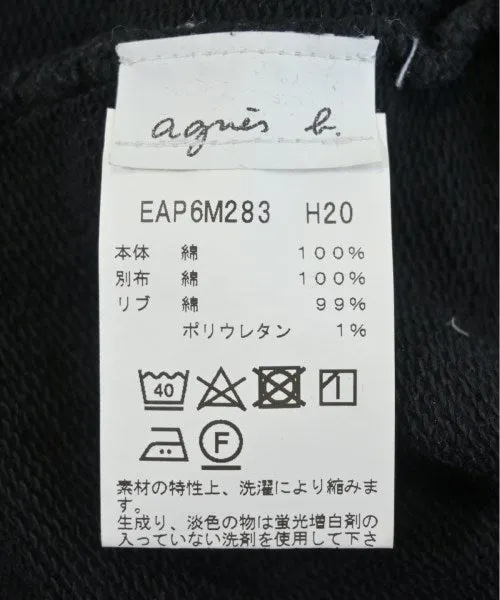 agnès b.
EAP6M283 H20
本体 綿 100%
別布 綿 100%
リブ 綿 99%
ポリウレタン 1%
40
F
素材の特性上、洗濯により縮みま
す。
生成り、淡色の物は蛍光増白剤の
入っていない洗剤を使用して下さ